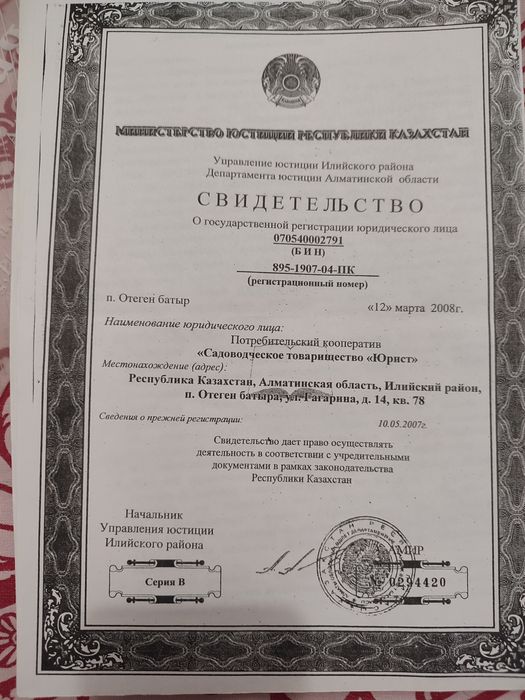 МИНИСТЕРСТВО ЮСТИЦИИ РЕСПУБЛИКИ КАЗАХСТАН
Управление юстиции Илийского района
Департамента юстиции Алматинской области
СВИДЕТЕЛЬСТВО
О государственной регистрации юридического лица
070540002791
(Б И Н)
895-1907-04-ПК
(регистрационный номер)
п. Отеген батыр «12» марта 2008г.
Наименование юридического лица:
Потребительский кооператив
«Садоводческое товарищество «Юрист»
Местонахождение (адрес):
Республика Казахстан, Алматинская область, Илийский район,
п. Отеген батыра, ул. Гагарина, д. 14, кв. 78
Сведения о прежней регистрации: 10.05.2007г.
Свидетельство дает право осуществлять
деятельность в соответствии с учредительными
документами в рамках законодательства
Республики Казахстан
Начальник
Управления юстиции
Илийского района
Серия В
№ 0294420